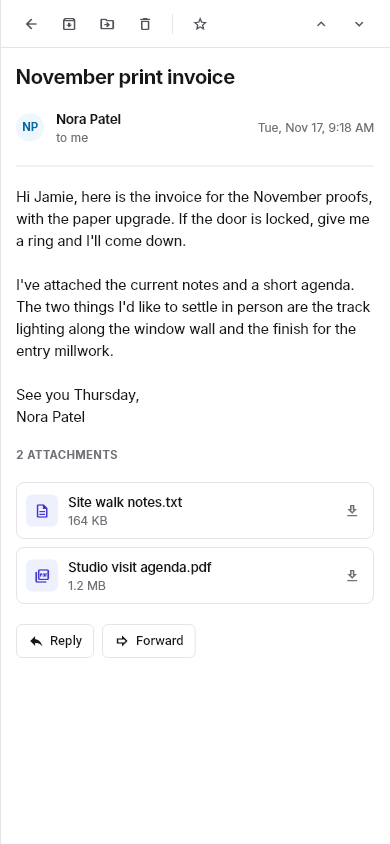 November print invoice
NP
Nora Patel
to me
Tue, Nov 17, 9:18 AM
Hi Jamie, here is the invoice for the November proofs,
with the paper upgrade. If the door is locked, give me
a ring and I'll come down.
I've attached the current notes and a short agenda.
The two things I'd like to settle in person are the track
lighting along the window wall and the finish for the
entry millwork.
See you Thursday,
Nora Patel
2 ATTACHMENTS
Site walk notes.txt
164 KB
Studio visit agenda.pdf
1.2 MB
Reply
Forward